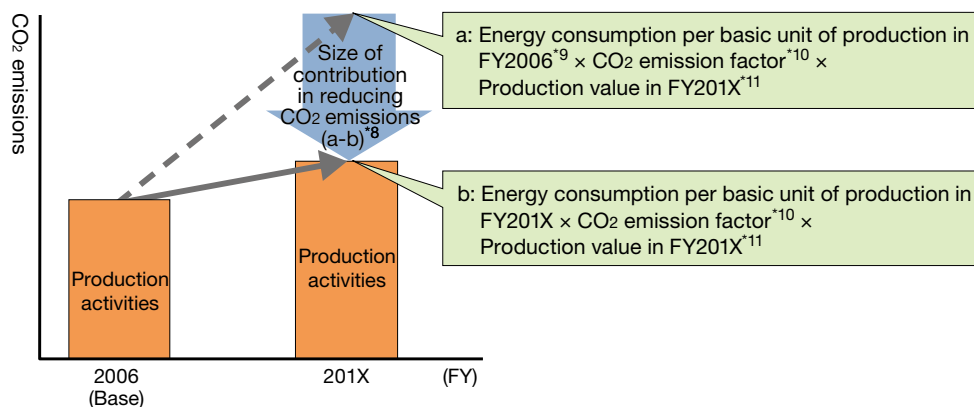 CO2 emissions
Size of
contribution
in reducing
CO2 emissions
(a-b)*8
a: Energy consumption per basic unit of production in
FY2006*9 × CO2 emission factor*10 ×
Production value in FY201X*11
b: Energy consumption per basic unit of production in
FY201X × CO2 emission factor*10 ×
Production value in FY201X*11
Production
activities
Production
activities
2006
(Base)
201X
(FY)